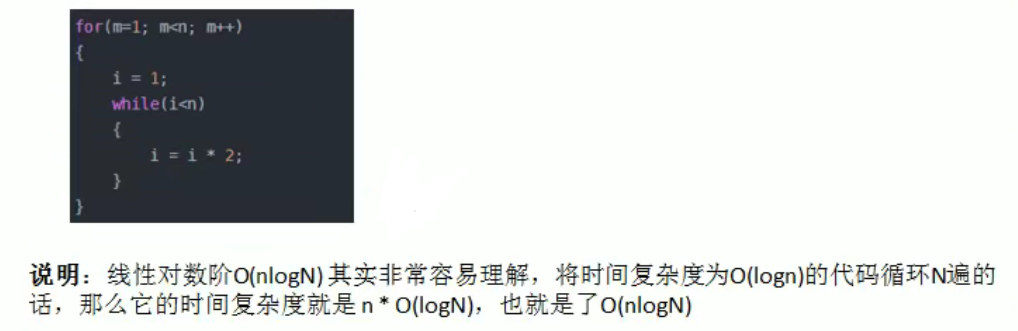 for(m=1; m<n; m++)
{
    i = 1;
    while(i<n)
    {
        i = i * 2;
    }
}
说明：线性对数阶O(nlogN) 其实非常容易理解，将时间复杂度为O(logn)的代码循环N遍的
话，那么它的时间复杂度就是 n * O(logN)，也就是了O(nlogN)